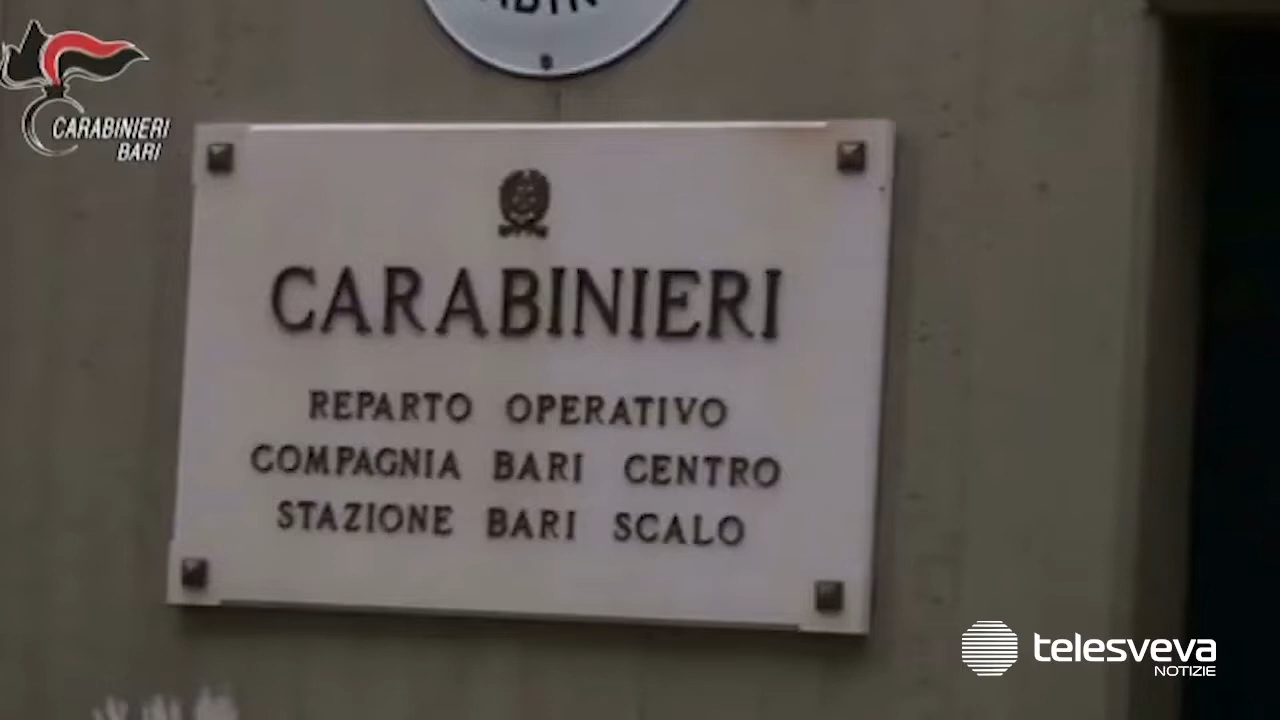 CARABINIERI
BARI
CARABINIERI
REPARTO OPERATIVO
COMPAGNIA BARI CENTRO
STAZIONE BARI SCALO
telesveva
NOTIZIE